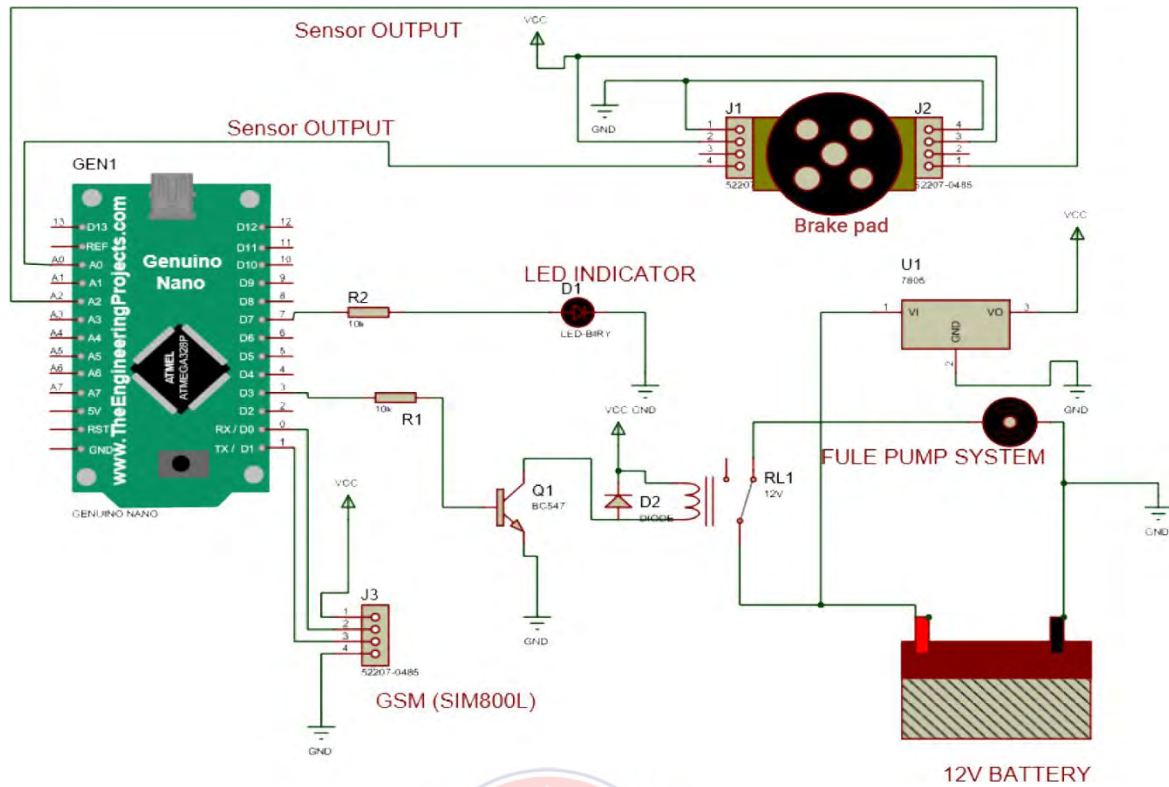 Sensor OUTPUT
VCC
J1
J2
1
2
3
4
4
3
2
1
GND
52207
52207-0485
Brake pad
Sensor OUTPUT
GEN1
www.TheEngineeringProjects.com
Genuino
Nano
ATMEL
ATMEGA328P
13 D13
REF
A0 A0
A1 A1
A2 A2
A3 A3
A4 A4
A5 A5
A6 A6
A7 A7
5V
RST
GND
D12 12
D11 11
D10 10
D9 9
D8 8
D7 7
D6 6
D5 5
D4 4
D3 3
D2 2
RX / D0 0
TX / D1 1
GENUINO NANO
R2
10k
LED INDICATOR
D1
LED-BIRY
VCC
U1
7805
1 VI
VO 3
GND
2
GND
10k
R1
VCC GND
FULE PUMP SYSTEM
Q1
BC547
D2
DIODE
RL1
12V
GND
VCC
GND
J3
1
2
3
4
52207-0485
GSM (SIM800L)
GND
12V BATTERY